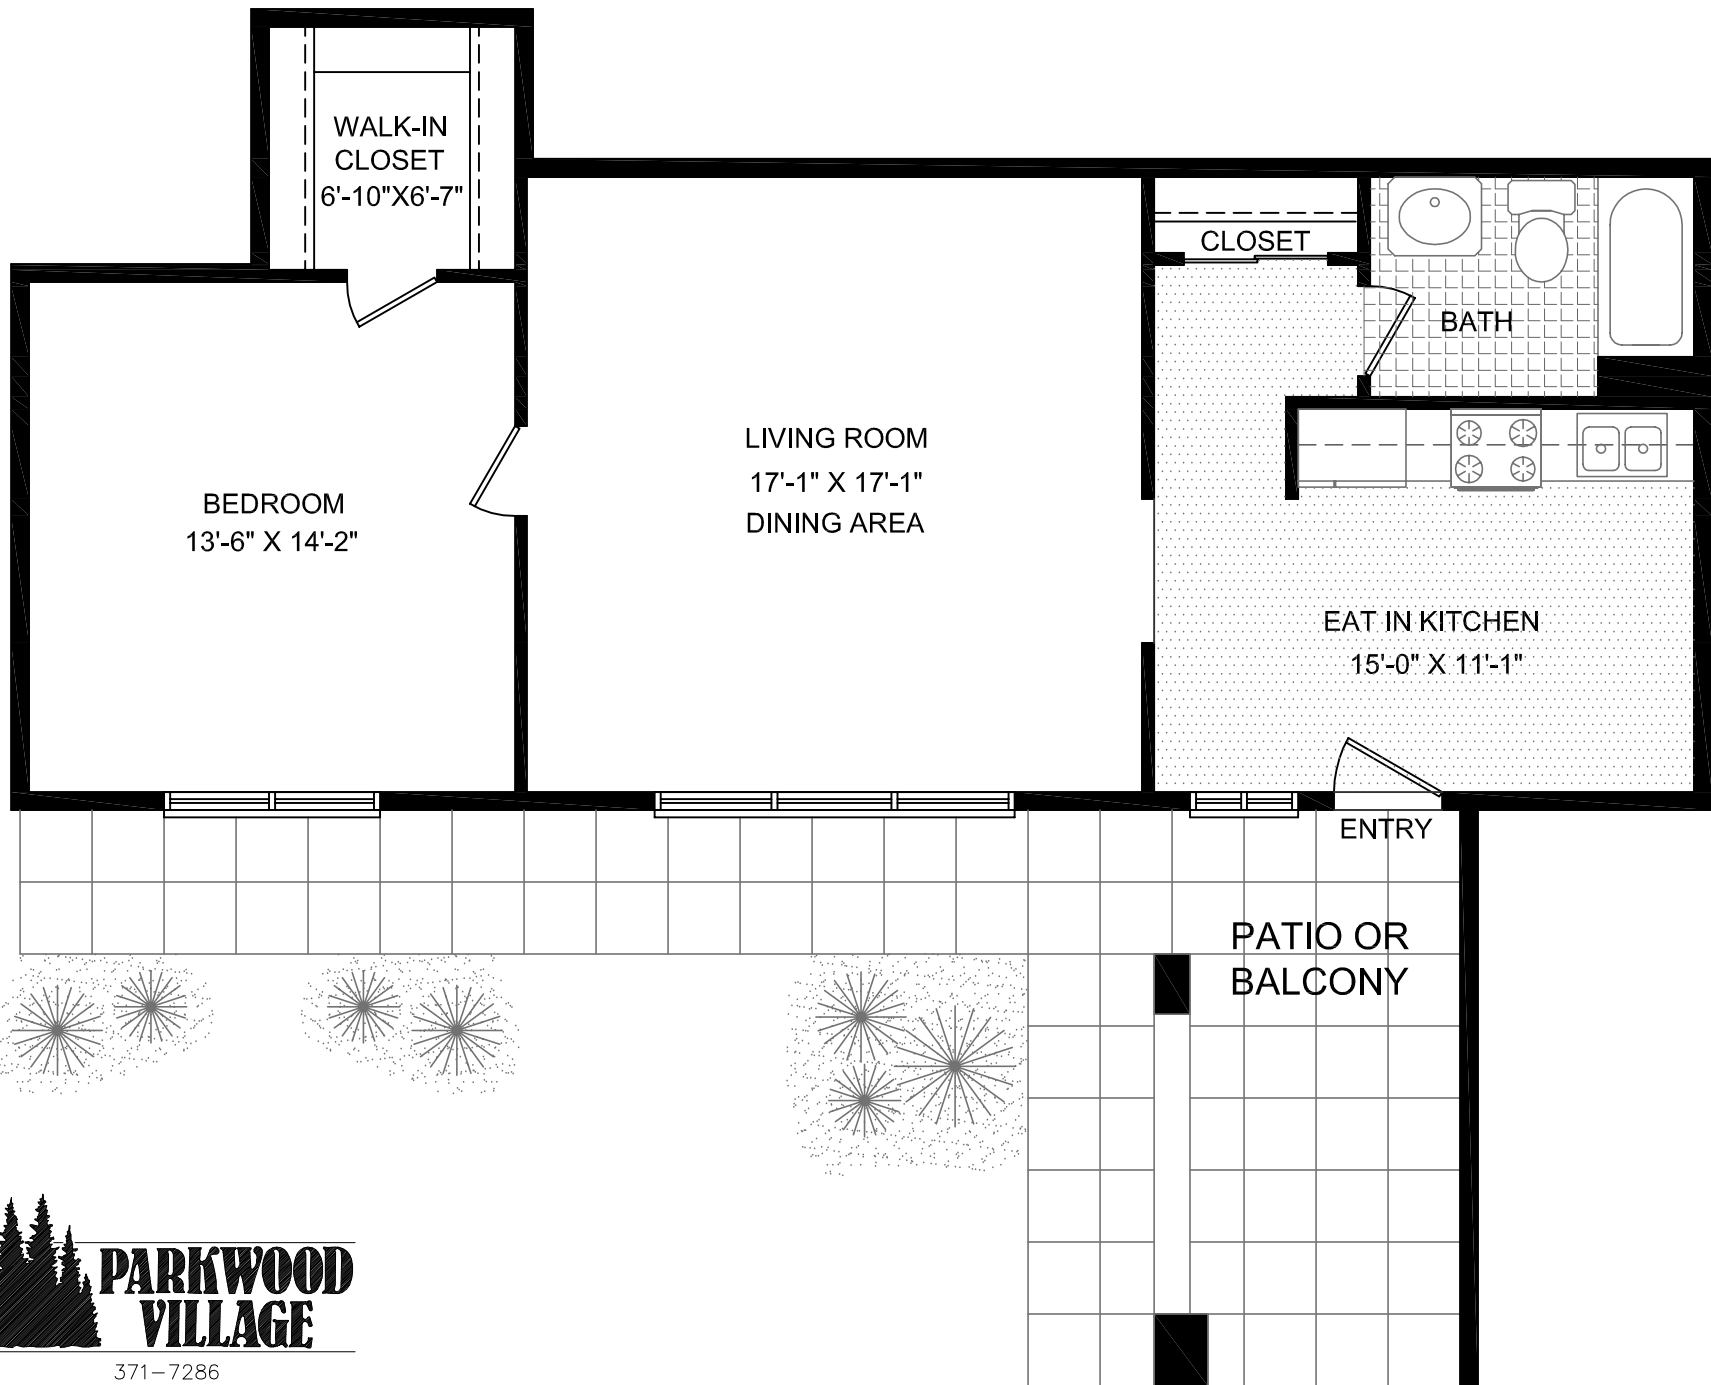 WALK-IN
CLOSET
6'-10"X6'-7"
CLOSET
BATH
LIVING ROOM
17'-1" X 17'-1"
DINING AREA
BEDROOM
13'-6" X 14'-2"
EAT IN KITCHEN
15'-0" X 11'-1"
ENTRY
PATIO OR
BALCONY
PARKWOOD
VILLAGE
371-7286